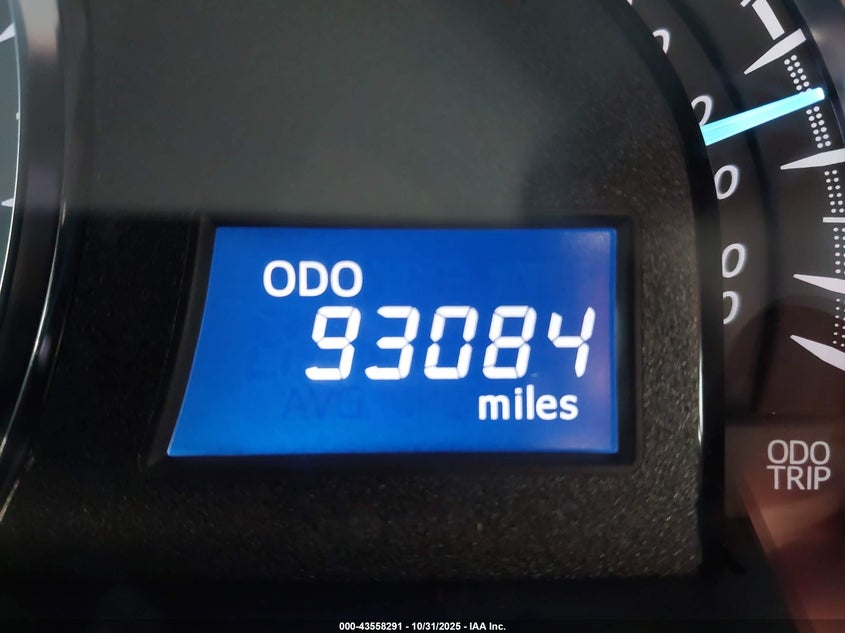 ODO
93084
miles
ODO
TRIP
000-43558291 - 10/31/2025 - IAA Inc.